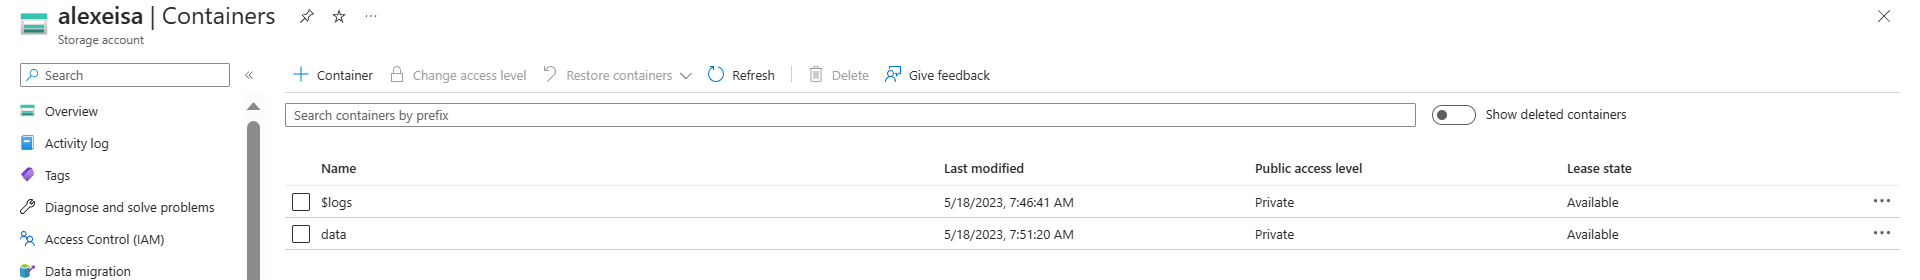 alexeisa | Containers
Storage account
Search
Container Change access level Restore containers Refresh Delete Give feedback
Overview
Activity log
Tags
Diagnose and solve problems
Access Control (IAM)
Data migration
Search containers by prefix
Show deleted containers
Name Last modified Public access level Lease state
$logs 5/18/2023, 7:46:41 AM Private Available
data 5/18/2023, 7:51:20 AM Private Available